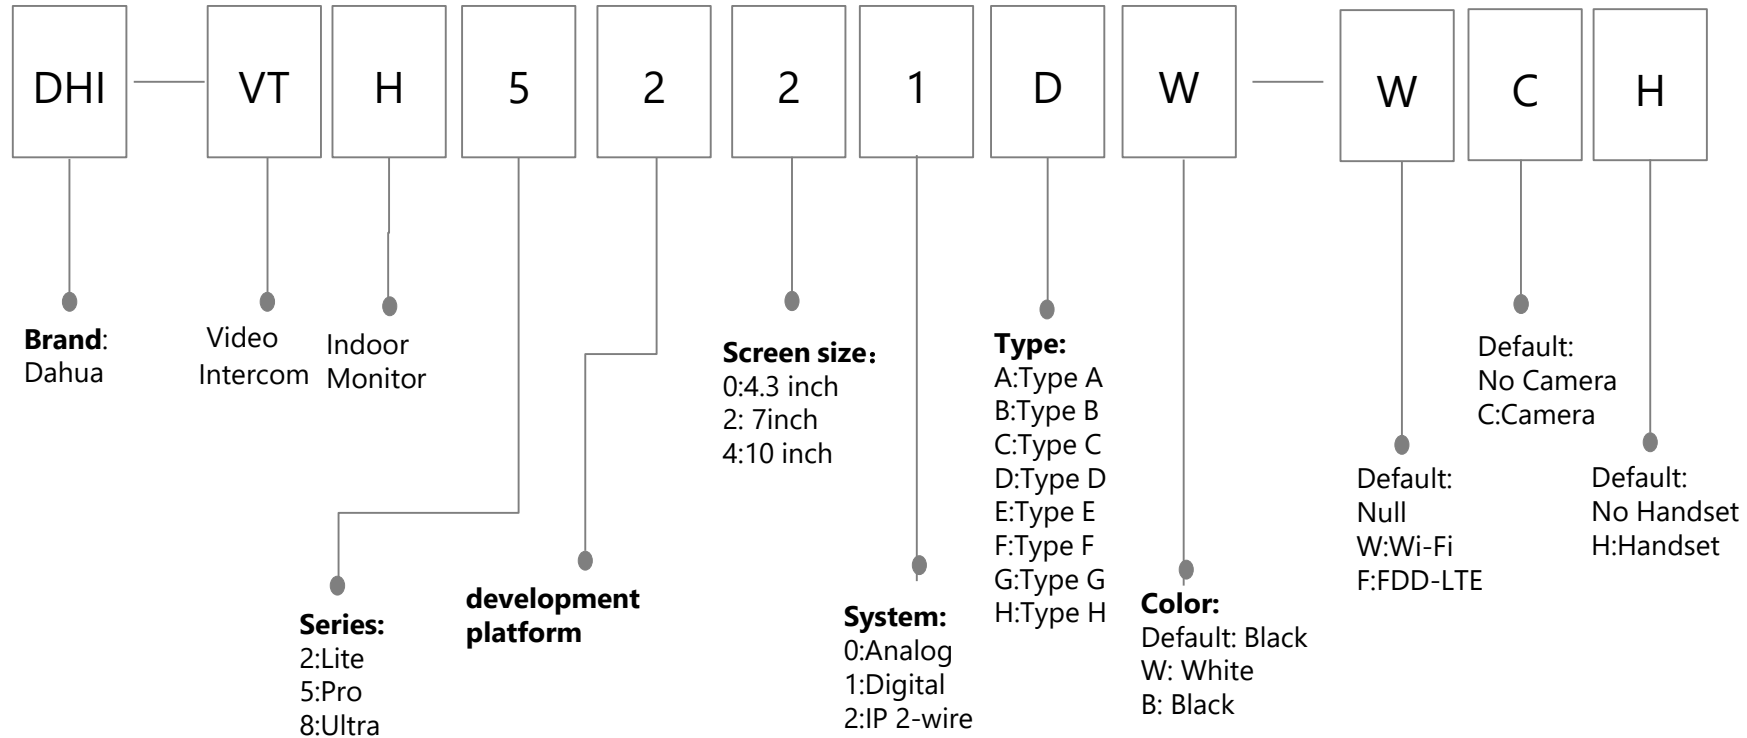 DHI VT H 5 2 2 1 D W W C H
Brand:
Dahua
Video
Intercom
Indoor
Monitor
Series:
2:Lite
5:Pro
8:Ultra
development
platform
Screen size：
0:4.3 inch
2: 7inch
4:10 inch
System:
0:Analog
1:Digital
2:IP 2-wire
Type:
A:Type A
B:Type B
C:Type C
D:Type D
E:Type E
F:Type F
G:Type G
H:Type H
Color:
Default: Black
W: White
B: Black
Default:
Null
W:Wi-Fi
F:FDD-LTE
Default:
No Camera
C:Camera
Default:
No Handset
H:Handset